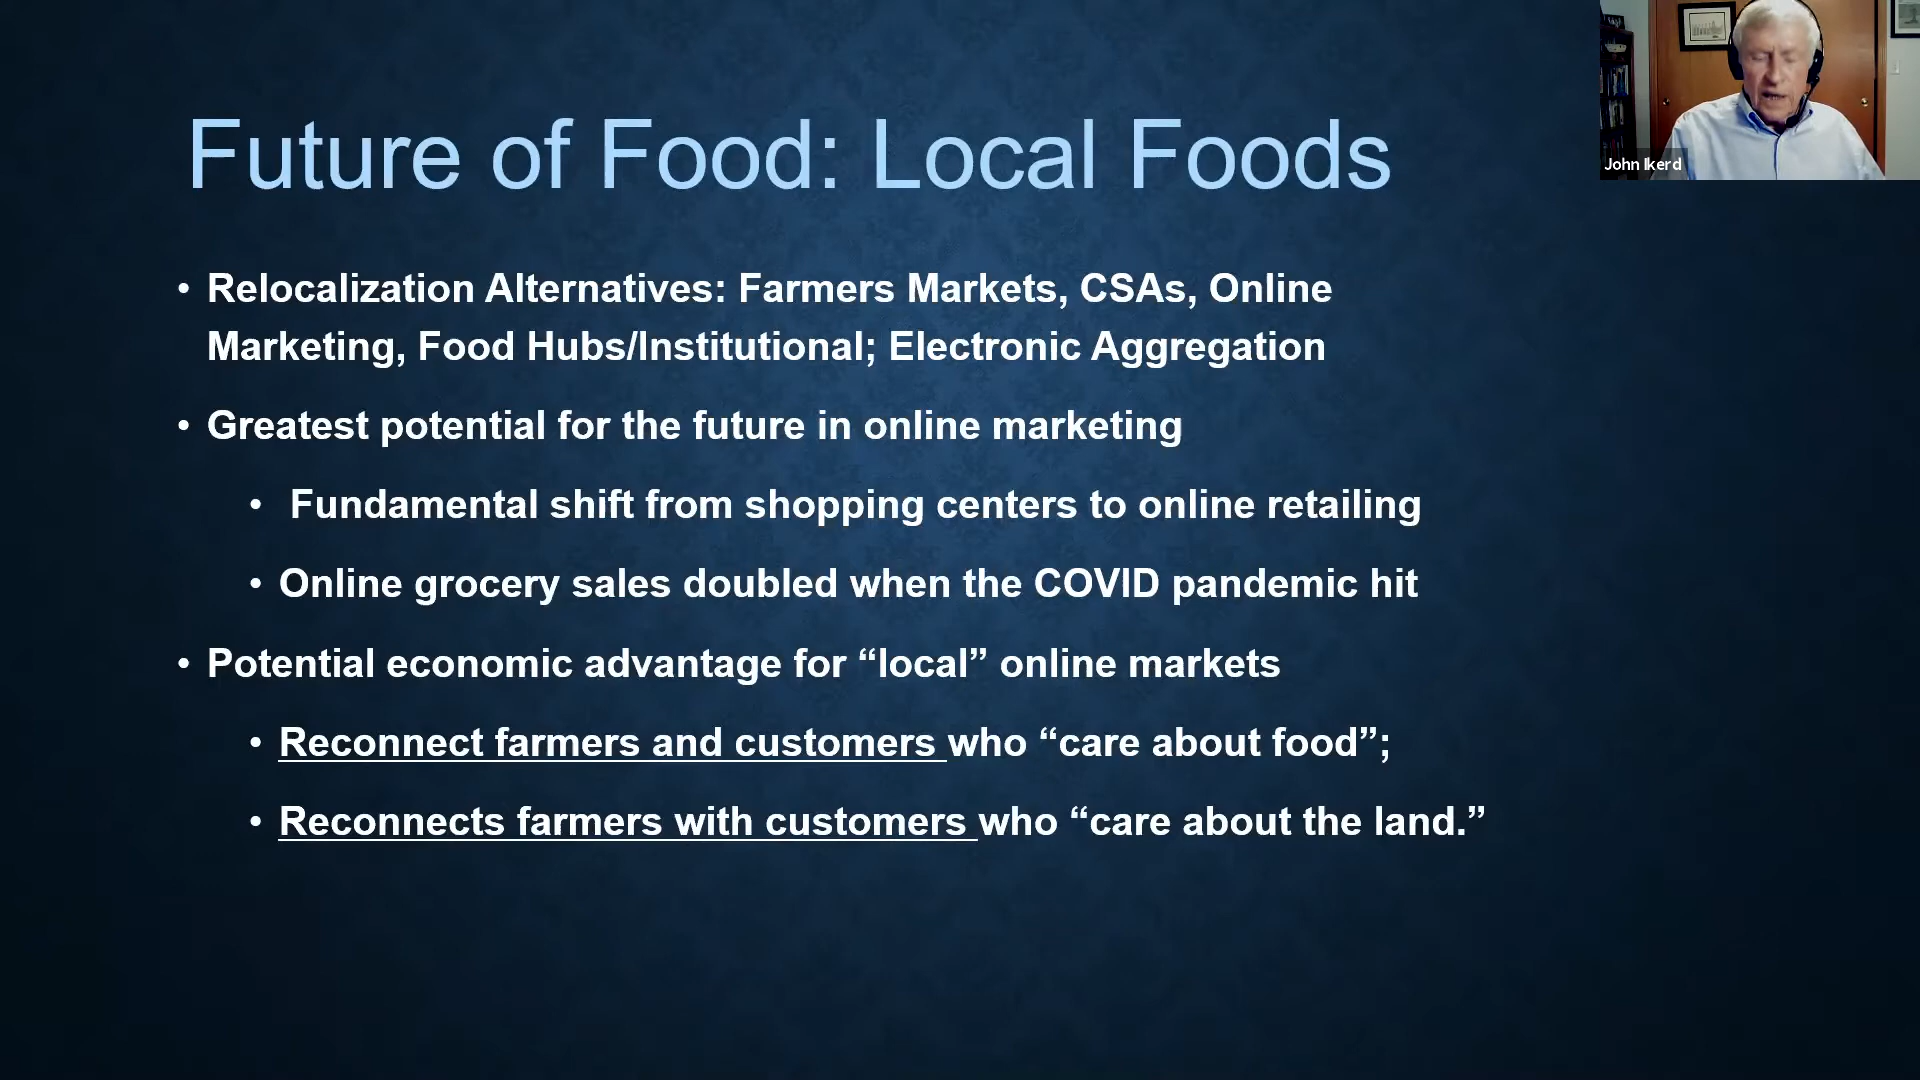 Future of Food: Local Foods
John Ikerd
• Relocalization Alternatives: Farmers Markets, CSAs, Online
Marketing, Food Hubs/Institutional; Electronic Aggregation
• Greatest potential for the future in online marketing
• Fundamental shift from shopping centers to online retailing
• Online grocery sales doubled when the COVID pandemic hit
• Potential economic advantage for “local” online markets
• Reconnect farmers and customers who “care about food”;
• Reconnects farmers with customers who “care about the land.”